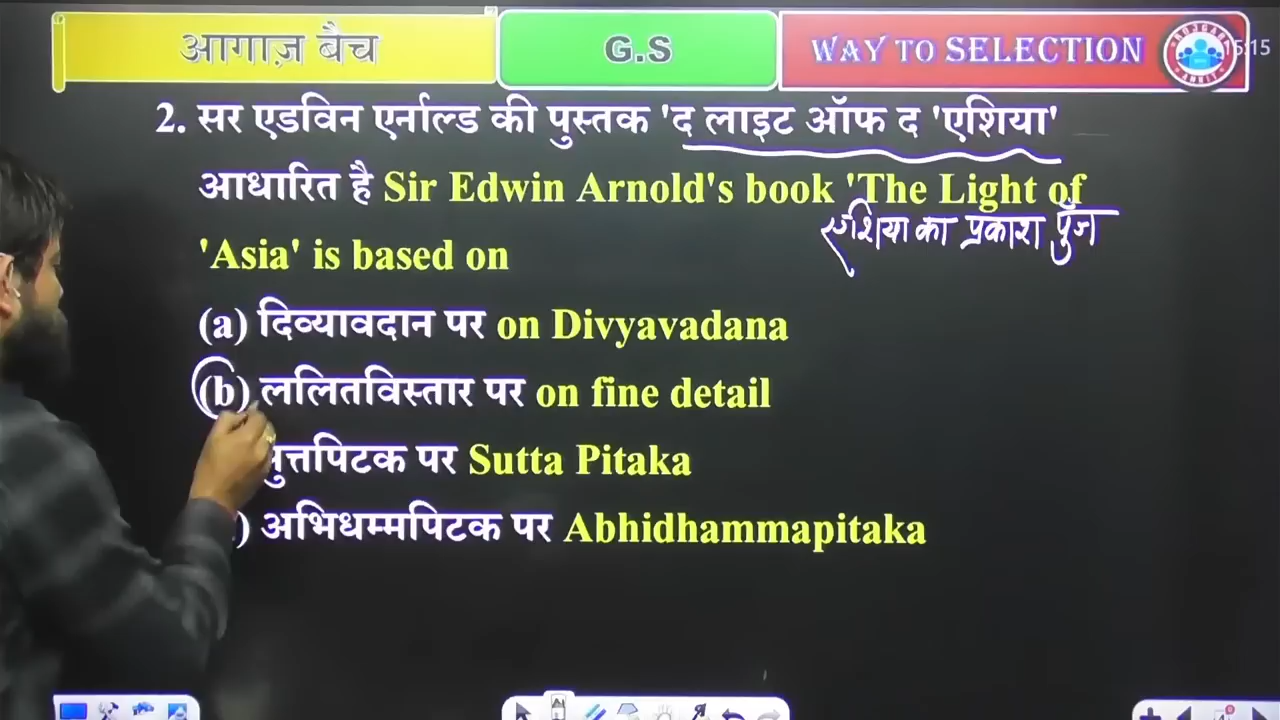 आगाज़ बैच
G.S
WAY TO SELECTION
ROJGAR
ANKIT
15:15
2. सर एडविन एर्नाल्ड की पुस्तक 'द लाइट ऑफ द 'एशिया'
आधारित है Sir Edwin Arnold's book 'The Light of
एशिया का प्रकाश पुँज
'Asia' is based on
(a) दिव्यावदान पर on Divyavadana
(b) ललितविस्तार पर on fine detail
सुत्तपिटक पर Sutta Pitaka
) अभिधम्मपिटक पर Abhidhammapitaka